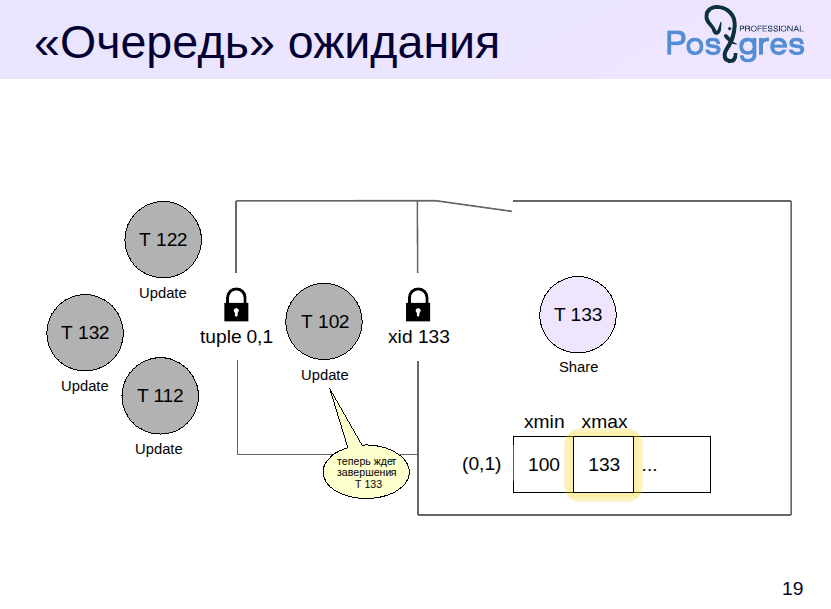 «Очередь» ожидания
PROFESSIONAL
Postgres
T 122
Update
T 132
Update
T 112
Update
tuple 0,1
T 102
Update
xid 133
T 133
Share
теперь ждет
завершения
T 133
xmin xmax
(0,1) 100 133 ...
19